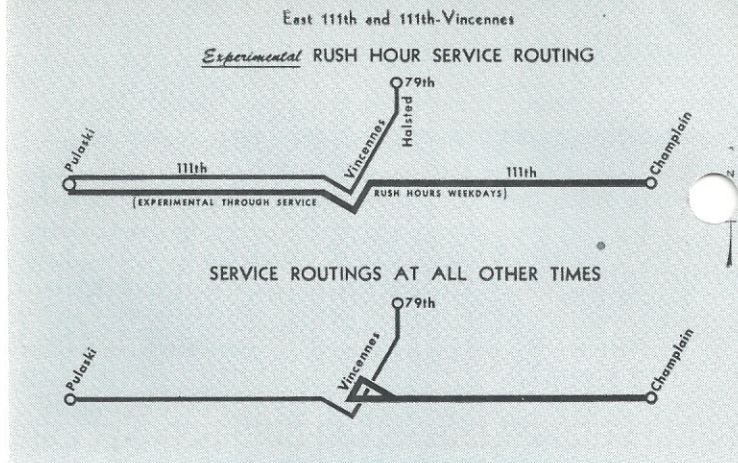 East 111th and 111th-Vincennes
Experimental RUSH HOUR SERVICE ROUTING
79th
Halsted
Vincennes
Pulaski
111th
111th
Champlain
(EXPERIMENTAL THROUGH SERVICE
RUSH HOURS WEEKDAYS)
N
SERVICE ROUTINGS AT ALL OTHER TIMES
79th
Vincennes
Pulaski
Champlain